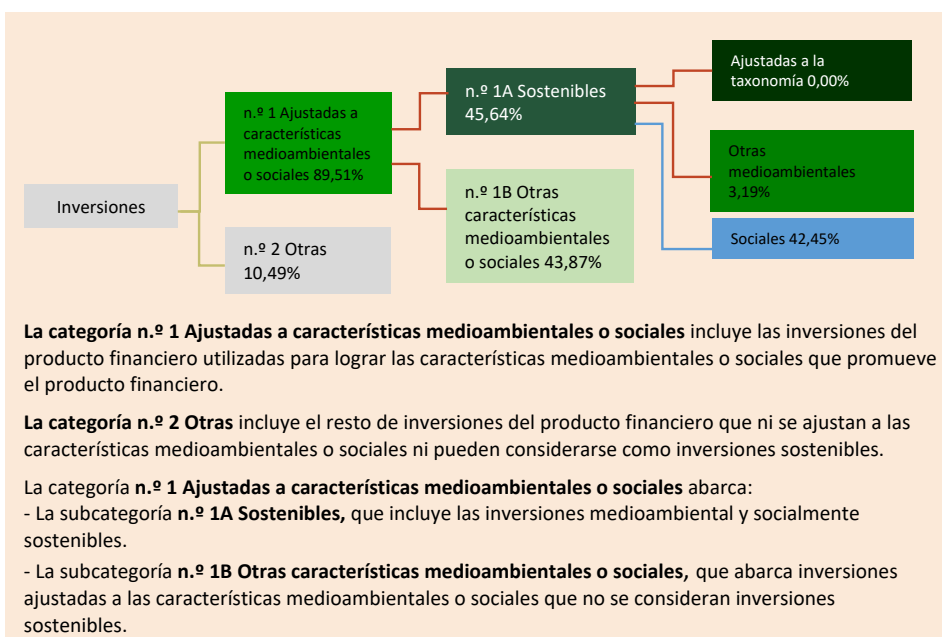 Inversiones
n.º 1 Ajustadas a
características
medioambientales
o sociales 89,51%
n.º 2 Otras
10,49%
n.º 1A Sostenibles
45,64%
n.º 1B Otras
características
medioambientales
o sociales 43,87%
Ajustadas a la
taxonomía 0,00%
Otras
medioambientales
3,19%
Sociales 42,45%
La categoría n.º 1 Ajustadas a características medioambientales o sociales incluye las inversiones del
producto financiero utilizadas para lograr las características medioambientales o sociales que promueve
el producto financiero.
La categoría n.º 2 Otras incluye el resto de inversiones del producto financiero que ni se ajustan a las
características medioambientales o sociales ni pueden considerarse como inversiones sostenibles.
La categoría n.º 1 Ajustadas a características medioambientales o sociales abarca:
- La subcategoría n.º 1A Sostenibles, que incluye las inversiones medioambiental y socialmente
sostenibles.
- La subcategoría n.º 1B Otras características medioambientales o sociales, que abarca inversiones
ajustadas a las características medioambientales o sociales que no se consideran inversiones
sostenibles.